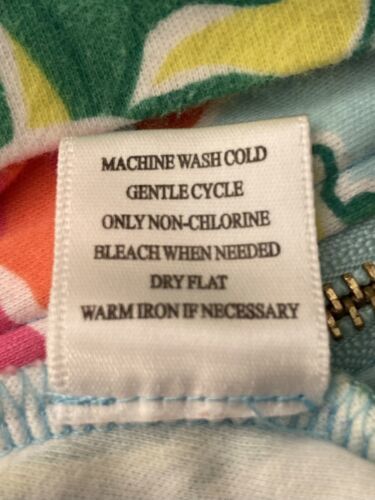 MACHINE WASH COLD
GENTLE CYCLE
ONLY NON-CHLORINE
BLEACH WHEN NEEDED
DRY FLAT
WARM IRON IF NECESSARY